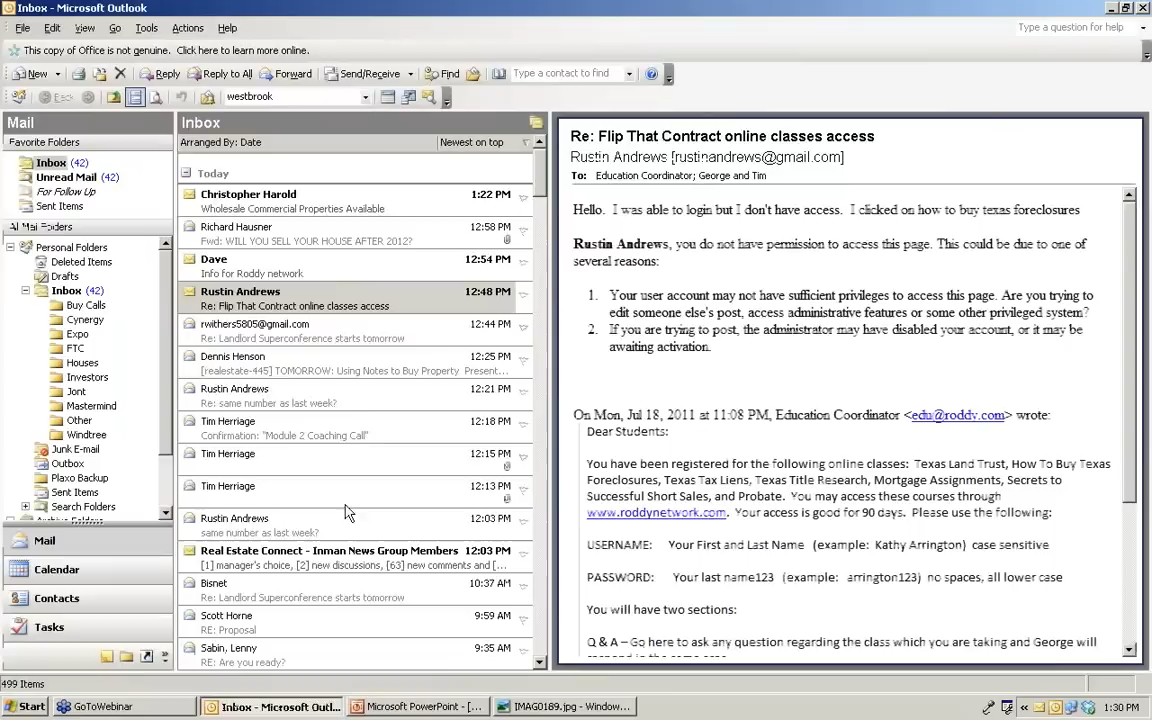 Inbox - Microsoft Outlook
File Edit View Go Tools Actions Help
Type a question for help
This copy of Office is not genuine. Click here to learn more online.
New Reply Reply to All Forward Send/Receive Find Type a contact to find
Back westbrook
Mail
Favorite Folders
Inbox (42)
Unread Mail (42)
For Follow Up
Sent Items
All Mail Folders
Personal Folders
Deleted Items
Drafts
Inbox (42)
Buy Calls
Cynergy
Expo
FTC
Houses
Investors
Jont
Mastermind
Other
Windtree
Junk E-mail
Outbox
Plaxo Backup
Sent Items
Search Folders
Archive Folders
Mail
Calendar
Contacts
Tasks
Inbox
Arranged By: Date Newest on top
Today
Christopher Harold 1:22 PM
Wholesale Commercial Properties Available
Richard Hausner 12:58 PM
Fwd: WILL YOU SELL YOUR HOUSE AFTER 2012?
Dave 12:54 PM
Info for Roddy network
Rustin Andrews 12:48 PM
Re: Flip That Contract online classes access
rwithers5805@gmail.com 12:44 PM
Re: Landlord Superconference starts tomorrow
Dennis Henson 12:25 PM
[realestate-445] TOMORROW: Using Notes to Buy Property Present...
Rustin Andrews 12:21 PM
Re: same number as last week?
Tim Herriage 12:18 PM
Confirmation: "Module 2 Coaching Call"
Tim Herriage 12:15 PM
Tim Herriage 12:13 PM
Rustin Andrews 12:03 PM
same number as last week?
Real Estate Connect - Inman News Group Members 12:03 PM
[1] manager's choice, [2] new discussions, [63] new comments and [...
Bisnet 10:37 AM
Re: Landlord Superconference starts tomorrow
Scott Horne 9:59 AM
RE: Proposal
Sabin, Lenny 9:35 AM
RE: Are you ready?
Re: Flip That Contract online classes access
Rustin Andrews [rustinandrews@gmail.com]
To: Education Coordinator; George and Tim
Hello. I was able to login but I don't have access. I clicked on how to buy texas foreclosures
Rustin Andrews, you do not have permission to access this page. This could be due to one of
several reasons:
1. Your user account may not have sufficient privileges to access this page. Are you trying to
edit someone else's post, access administrative features or some other privileged system?
2. If you are trying to post, the administrator may have disabled your account, or it may be
awaiting activation.
On Mon, Jul 18, 2011 at 11:08 PM, Education Coordinator <edu@roddy.com> wrote:
Dear Students:
You have been registered for the following online classes: Texas Land Trust, How To Buy Texas
Foreclosures, Texas Tax Liens, Texas Title Research, Mortgage Assignments, Secrets to
Successful Short Sales, and Probate. You may access these courses through
www.roddynetwork.com. Your access is good for 90 days. Please use the following:
USERNAME: Your First and Last Name (example: Kathy Arrington) case sensitive
PASSWORD: Your last name123 (example: arrington123) no spaces, all lower case
You will have two sections:
Q & A – Go here to ask any question regarding the class which you are taking and George will
499 Items
Start GoToWebinar Inbox - Microsoft Outl... Microsoft PowerPoint - [... IMAG0189.jpg - Window... 1:30 PM